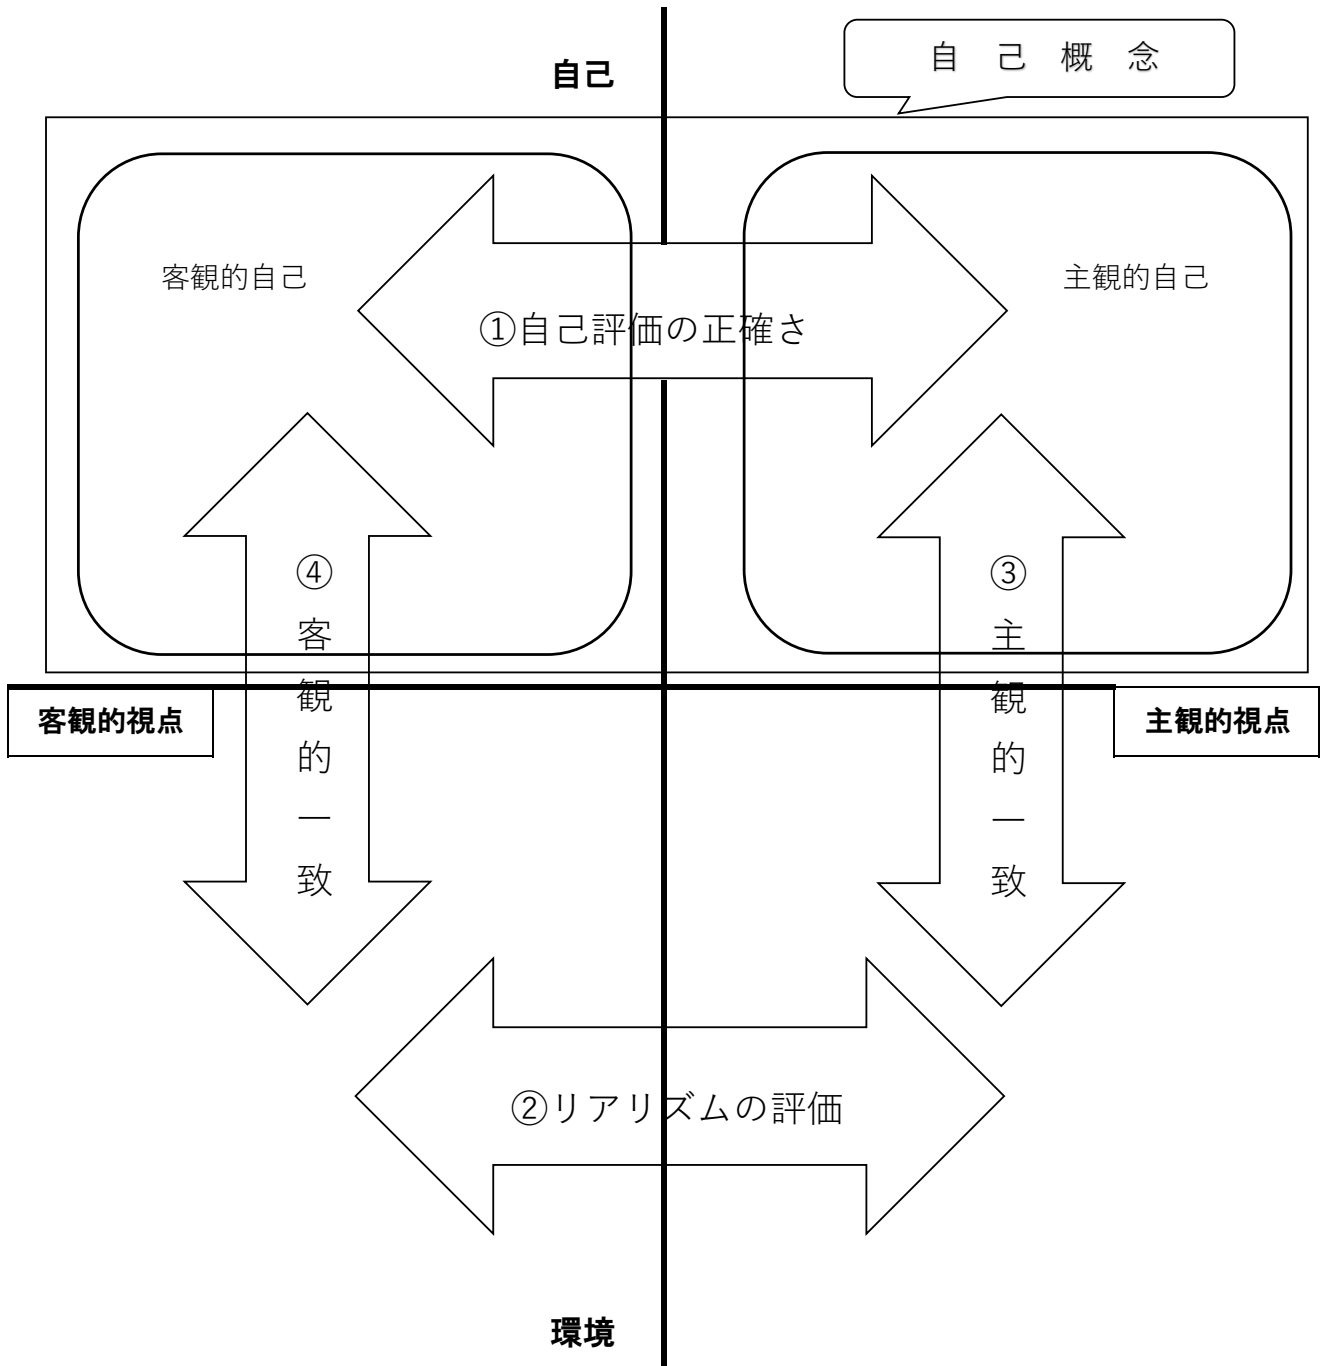 自己
自　己　概　念
客観的自己
主観的自己
①自己評価の正確さ
④客観的一致
③主観的一致
客観的視点
主観的視点
②リアリズムの評価
環境